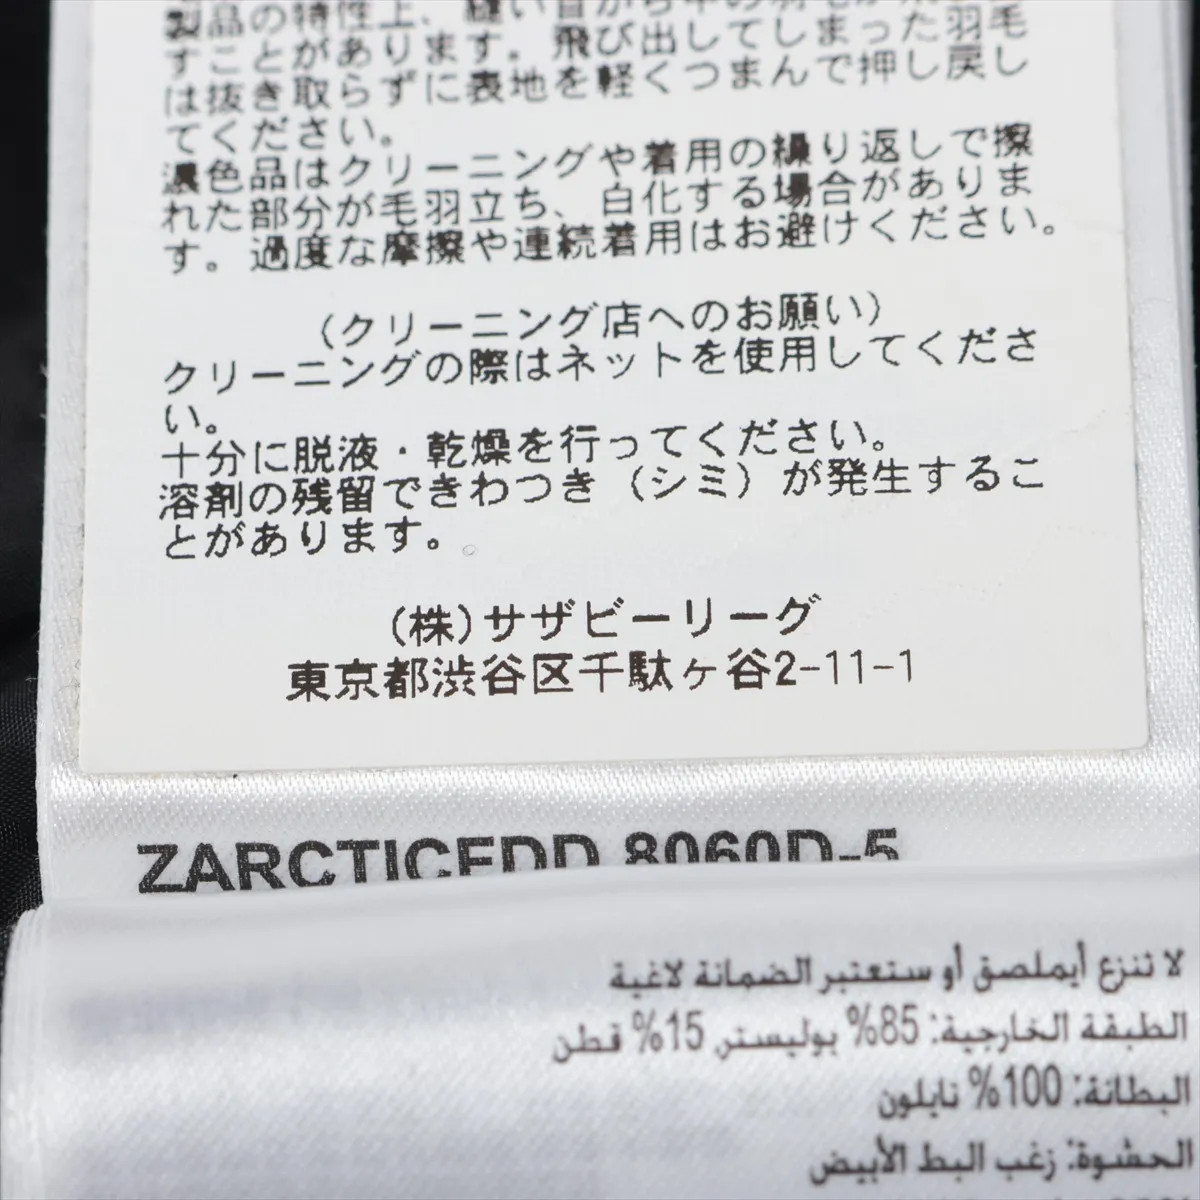 製品の特性上、縫い
すことがあります。飛び出してしまった羽毛
は抜き取らずに表地を軽くつまんで押し戻し
てください。
濃色品はクリーニングや着用の繰り返しで擦
れた部分が毛羽立ち、白化する場合がありま
す。過度な摩擦や連続着用はお避けください。
(クリーニング店へのお願い)
クリーニングの際はネットを使用してくださ
い。
十分に脱液・乾燥を行ってください。
溶剤の残留できわつき(シミ)が発生するこ
とがあります。
(株)サザビーリーグ
東京都渋谷区千駄ヶ谷2-11-1
ZARCTICFDD 8060D-5
لا تنزع أيملصق أو ستعتبر الضمانة لاغية
الطبقة الخارجية: 85% بوليستر, 15% قطن
البطانة: 100% نايلون
الحشوة: زغب البط الأبيض